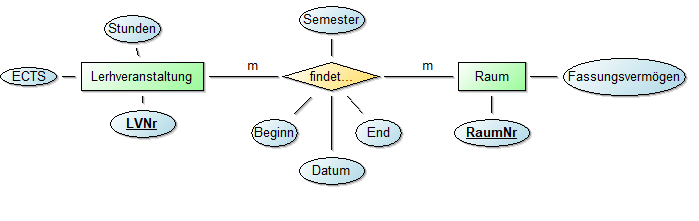 Semester
Stunden
m
m
ECTS
Lerhveranstaltung
findet...
Raum
Fassungsvermögen
LVNr
Beginn
End
RaumNr
Datum